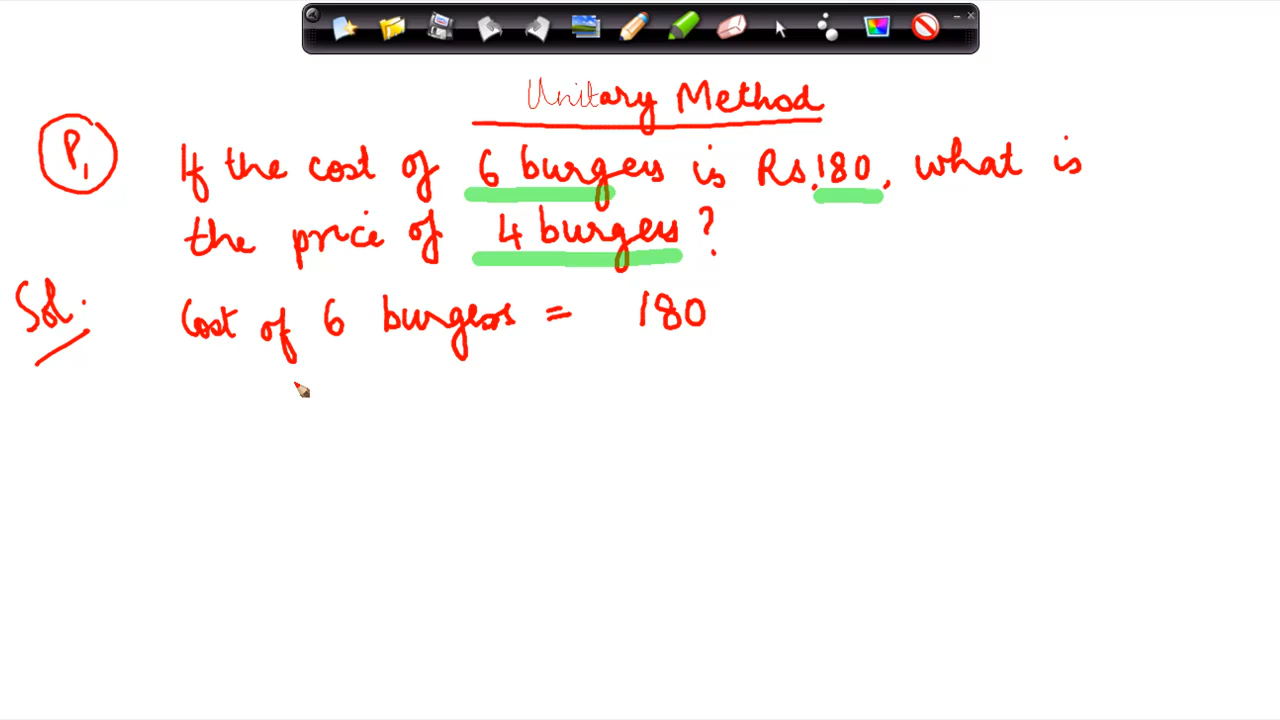 Unitary Method
P1
If the cost of 6 burgers is Rs.180, what is
the price of 4 burgers?
Sol.
Cost of 6 burgers = 180